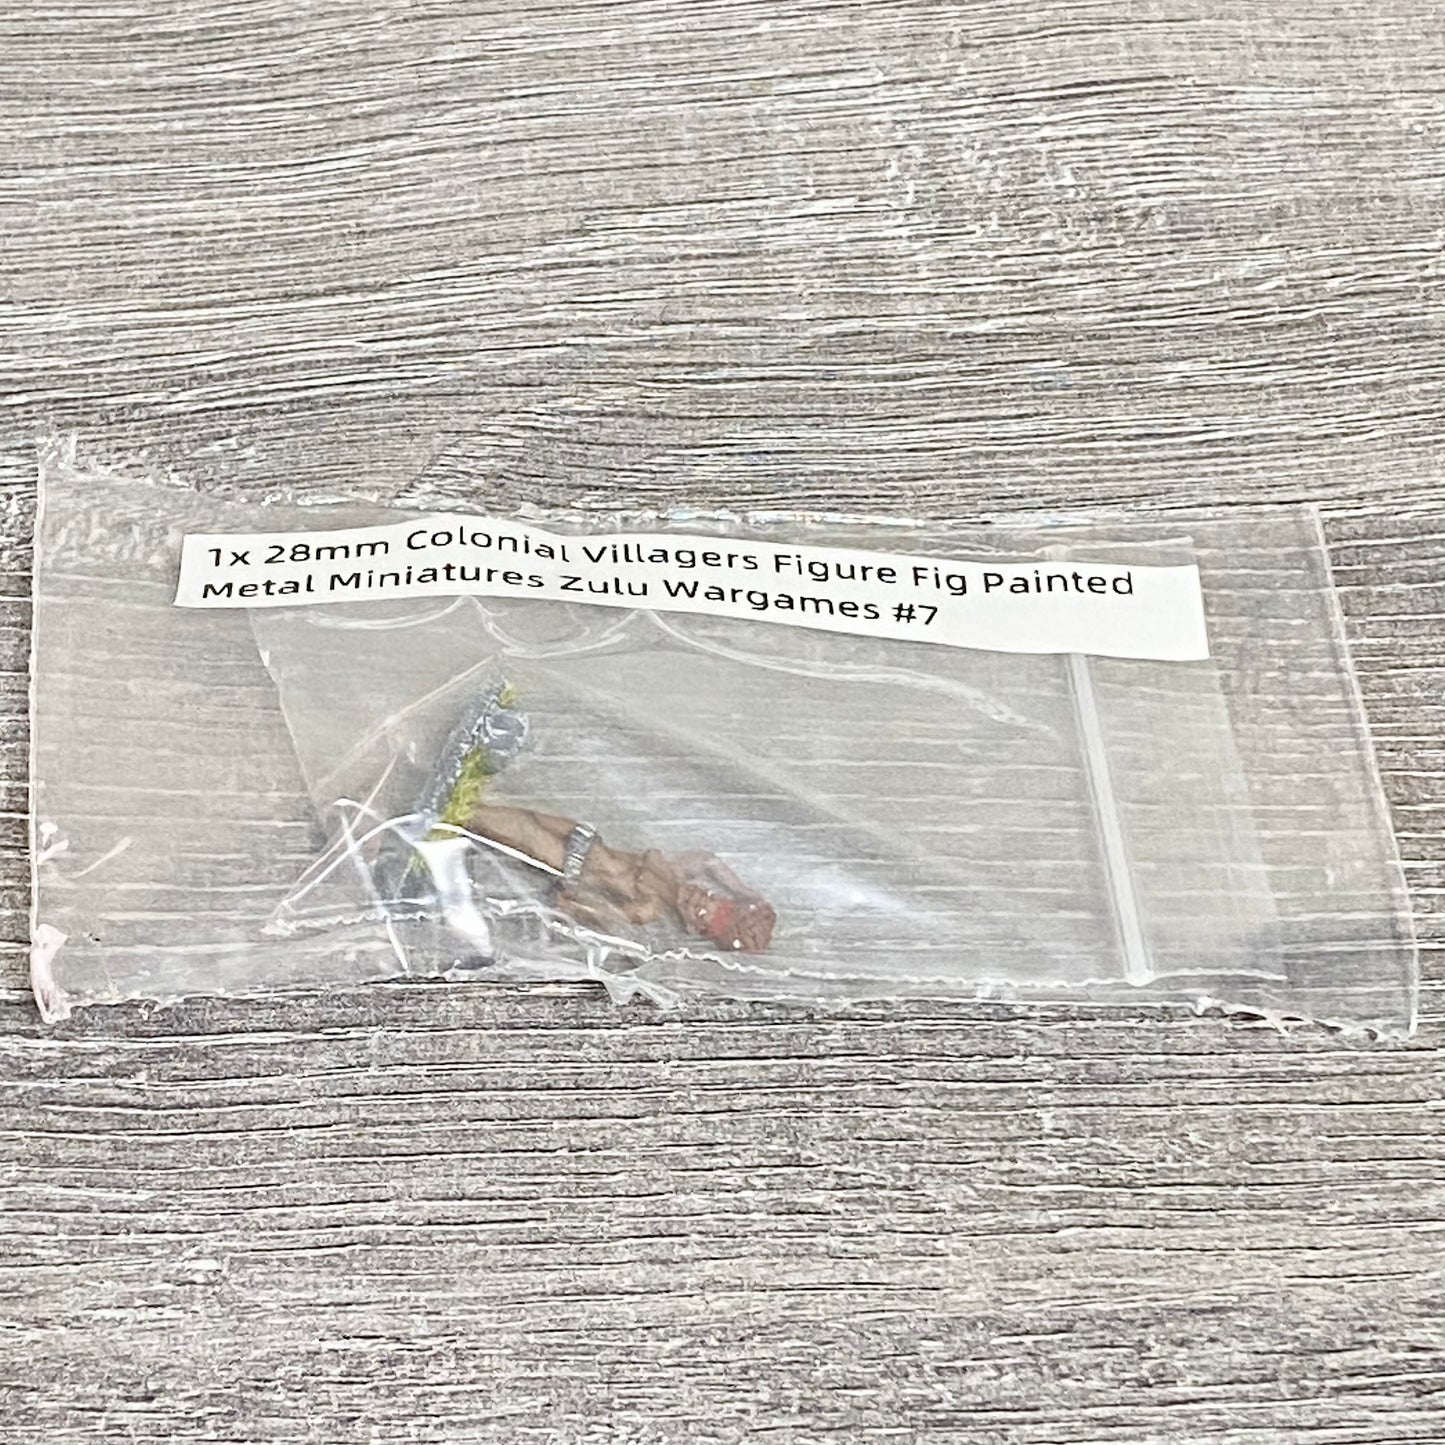 1x 28mm Colonial Villagers Figure Fig Painted
Metal Miniatures Zulu Wargames #7